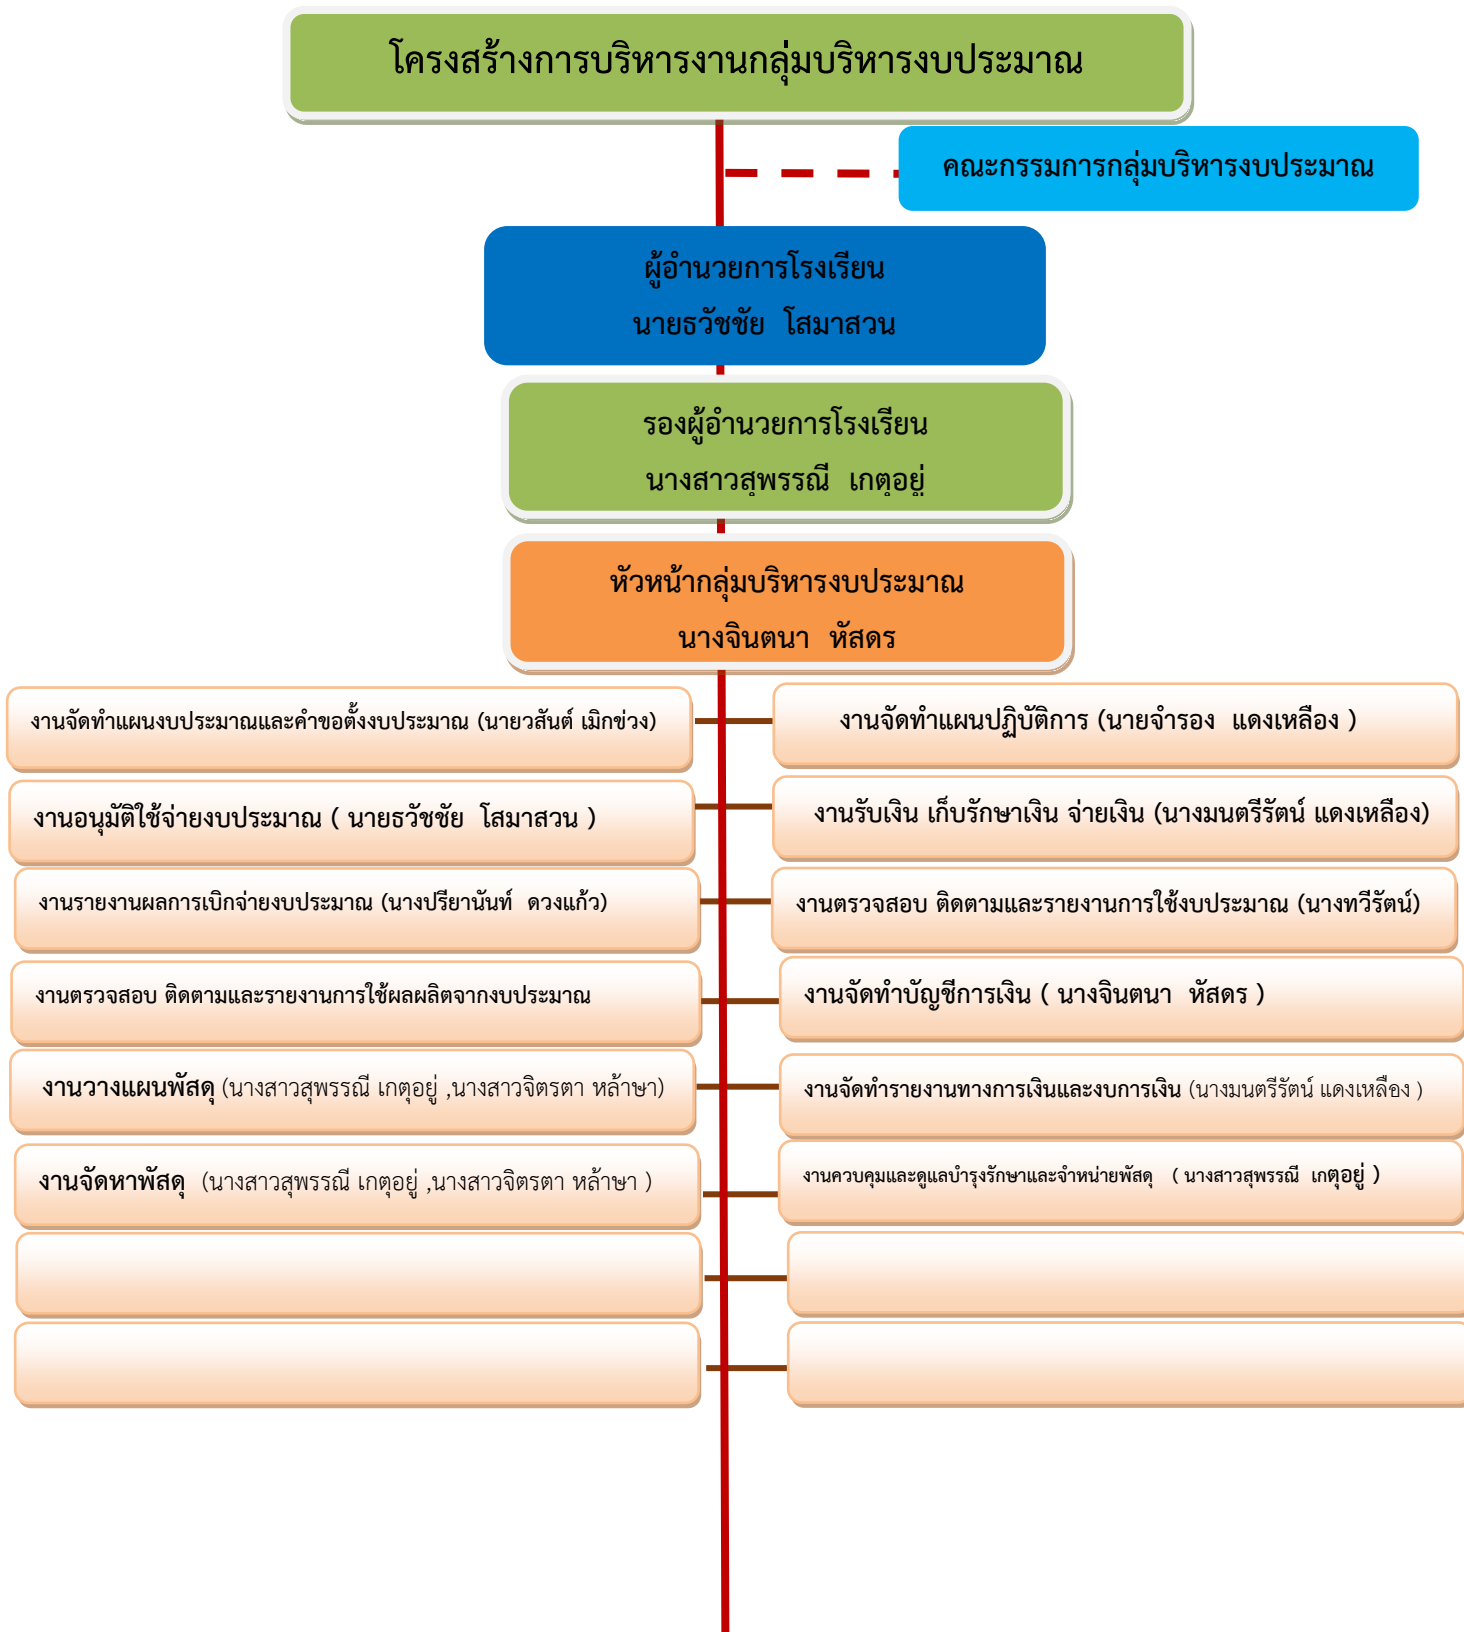 โครงสร้างการบริหารงานกลุ่มบริหารงบประมาณ
คณะกรรมการกลุ่มบริหารงบประมาณ
ผู้อำนวยการโรงเรียน
นายธวัชชัย โสมาสวน
รองผู้อำนวยการโรงเรียน
นางสาวสุพรรณี เกตุอยู่
หัวหน้ากลุ่มบริหารงบประมาณ
นางจินตนา หัสดร
งานจัดทำแผนงบประมาณและคำขอตั้งงบประมาณ (นายวสันต์ เมิกข่วง)
งานจัดทำแผนปฏิบัติการ (นายจำรอง แดงเหลือง )
งานอนุมัติใช้จ่ายงบประมาณ ( นายธวัชชัย โสมาสวน )
งานรับเงิน เก็บรักษาเงิน จ่ายเงิน (นางมนตรีรัตน์ แดงเหลือง)
งานรายงานผลการเบิกจ่ายงบประมาณ (นางปรียานันท์ ดวงแก้ว)
งานตรวจสอบ ติดตามและรายงานการใช้งบประมาณ (นางทวีรัตน์)
งานตรวจสอบ ติดตามและรายงานการใช้ผลผลิตจากงบประมาณ
งานจัดทำบัญชีการเงิน ( นางจินตนา หัสดร )
งานวางแผนพัสดุ (นางสาวสุพรรณี เกตุอยู่ ,นางสาวจิตรตา หล้าษา)
งานจัดทำรายงานทางการเงินและงบการเงิน (นางมนตรีรัตน์ แดงเหลือง )
งานจัดหาพัสดุ (นางสาวสุพรรณี เกตุอยู่ ,นางสาวจิตรตา หล้าษา )
งานควบคุมและดูแลบำรุงรักษาและจำหน่ายพัสดุ ( นางสาวสุพรรณี เกตุอยู่ )